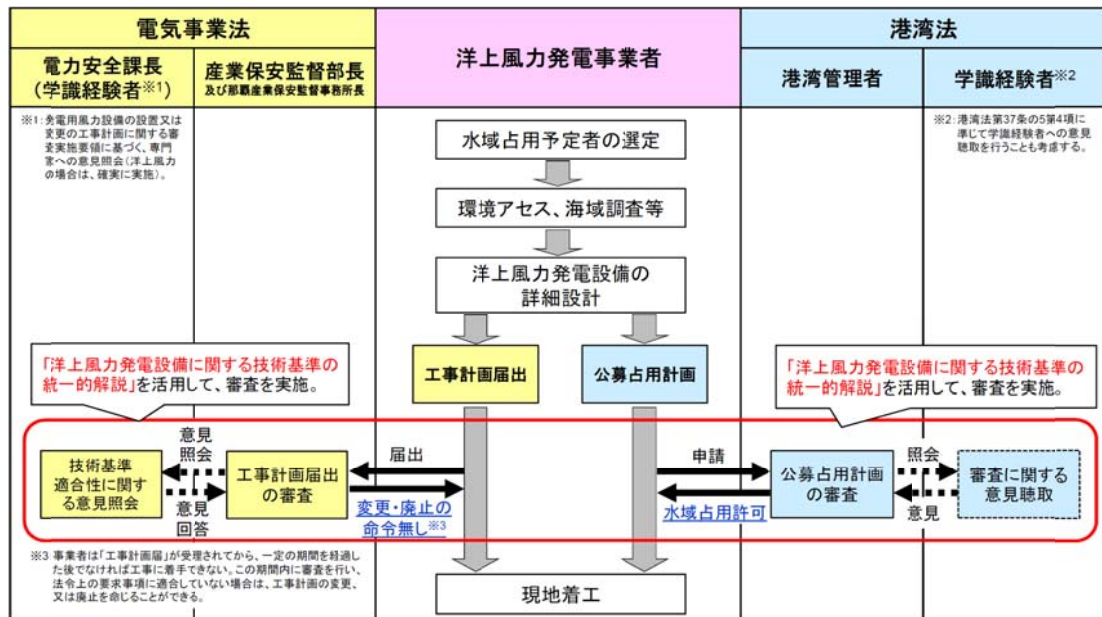 電気事業法
洋上風力発電事業者
港湾法
電力安全課長
(学識経験者※1)
産業保安監督部長
及び那覇産業保安監督事務所長
港湾管理者
学識経験者※2
※1:発電用風力設備の設置又は
変更の工事計画に関する審
査実施要領に基づく、専門
家への意見照会(洋上風力
の場合は、確実に実施)。
※2:港湾法第37条の5第4項に
準じて学識経験者への意見
聴取を行うことも考慮する。
水域占用予定者の選定
環境アセス、海域調査等
洋上風力発電設備の
詳細設計
「洋上風力発電設備に関する技術基準の
統一的解説」を活用して、審査を実施。
工事計画届出
公募占用計画
「洋上風力発電設備に関する技術基準の
統一的解説」を活用して、審査を実施。
技術基準
適合性に関す
る意見照会
意見
照会
意見
回答
工事計画届出
の審査
届出
変更・廃止の
命令無し※3
申請
水域占用許可
公募占用計画
の審査
照会
意見
審査に関する
意見聴取
※3 事業者は「工事計画届」が受理されてから、一定の期間を経過し
た後でなければ工事に着手できない。この期間内に審査を行い、
法令上の要求事項に適合していない場合は、工事計画の変更、
又は廃止を命じることができる。
現地着工